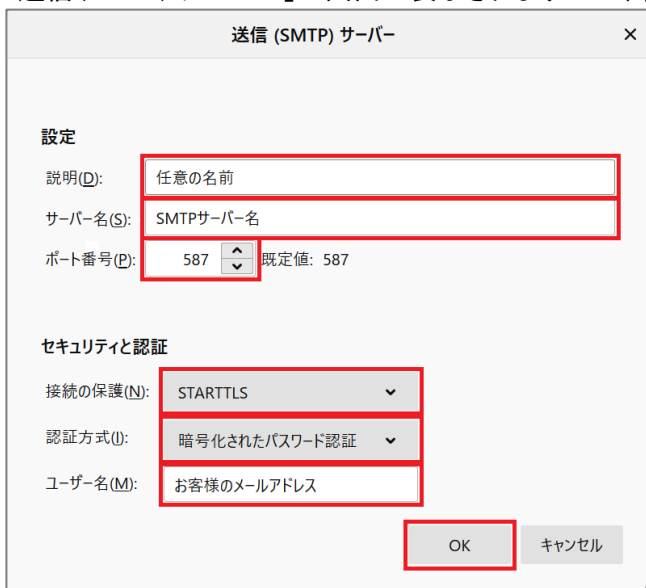 送信 (SMTP) サーバー ×
設定
説明(D): 任意の名前
サーバー名(S): SMTPサーバー名
ポート番号(P): 587 既定値: 587
セキュリティと認証
接続の保護(N): STARTTLS
認証方式(I): 暗号化されたパスワード認証
ユーザー名(M): お客様のメールアドレス
OK キャンセル